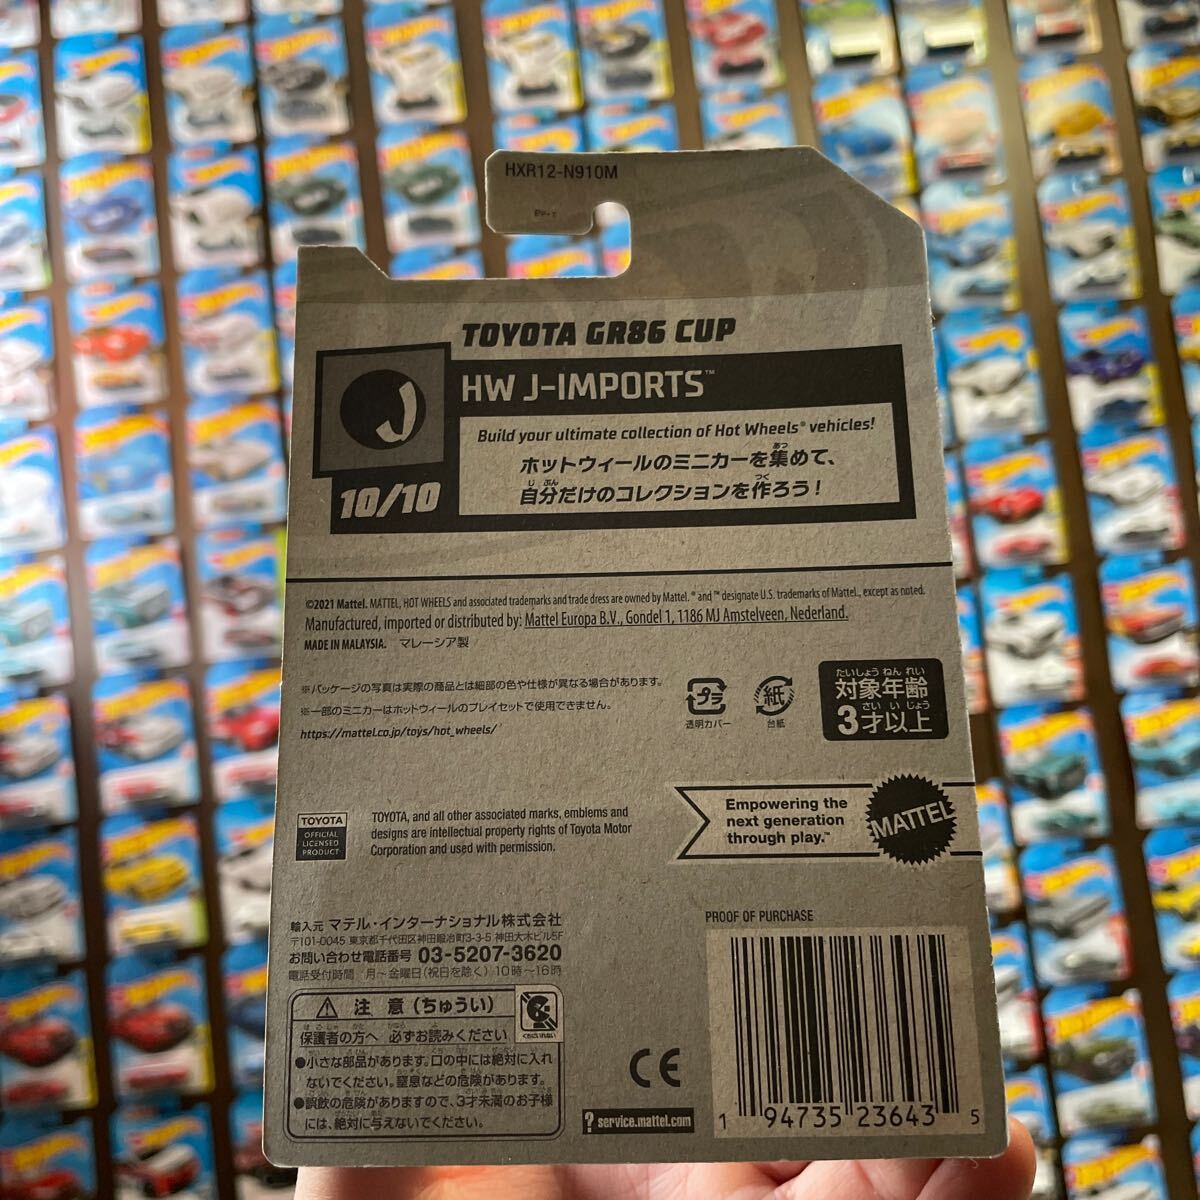 HXR12-N910M
TOYOTA GR86 CUP
J
HW J-IMPORTS™
10/10
Build your ultimate collection of Hot Wheels® vehicles!
ホットウィールのミニカーを集めて、
自分だけのコレクションを作ろう！
©2021 Mattel. MATTEL, HOT WHEELS and associated trademarks and trade dress are owned by Mattel. ® and ™ designate U.S. trademarks of Mattel, except as noted.
Manufactured, imported or distributed by: Mattel Europa B.V., Gondel 1, 1186 MJ Amstelveen, Nederland.
MADE IN MALAYSIA. マレーシア製
※パッケージの写真は実際の商品とは細部の色や仕様が異なる場合があります。
※一部のミニカーはホットウィールのプレイセットで使用できません。
https://mattel.co.jp/toys/hot_wheels/
プラ
透明カバー
紙
台紙
たいしょう ねん れい
対象年齢
さい い じょう
3才以上
TOYOTA
OFFICIAL
LICENSED
PRODUCT
TOYOTA, and all other associated marks, emblems and
designs are intellectual property rights of Toyota Motor
Corporation and used with permission.
Empowering the
next generation
through play.™
MATTEL
輸入元 マテル・インターナショナル株式会社
〒101-0045 東京都千代田区神田鍛冶町3-3-5 神田大木ビル5F
お問い合わせ電話番号 03-5207-3620
電話受付時間 月～金曜日(祝日を除く) 10時～16時
注 意 (ちゅうい)
保護者の方へ 必ずお読みください
●小さな部品があります。口の中には絶対に入れ
ないでください。窒息などの危険があります。
●誤飲の危険がありますので、3才未満のお子様
には、絶対に与えないでください。
CE
? service.mattel.com
PROOF OF PURCHASE
1 94735 23643 5